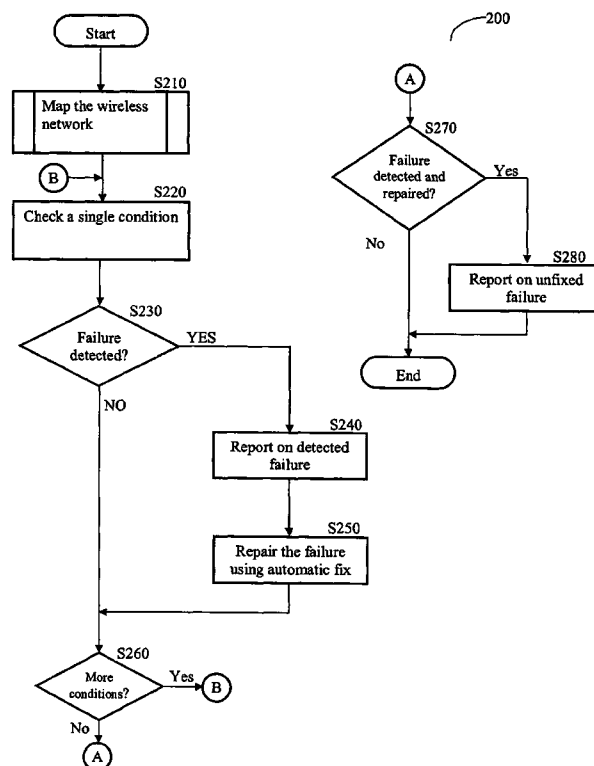 Start
S210
Map the wireless
network
B
S220
Check a single condition
S230
Failure
detected?
YES
NO
S240
Report on detected
failure
S250
Repair the failure
using automatic fix
S260
More
conditions?
Yes
B
No
A
200
A
S270
Failure
detected and
repaired?
Yes
No
S280
Report on unfixed
failure
End